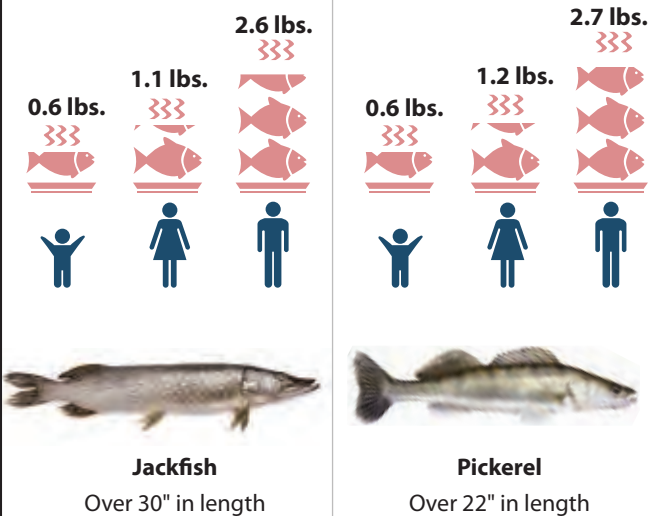 0.6 lbs.
1.1 lbs.
2.6 lbs.
Jackfish
Over 30" in length
0.6 lbs.
1.2 lbs.
2.7 lbs.
Pickerel
Over 22" in length